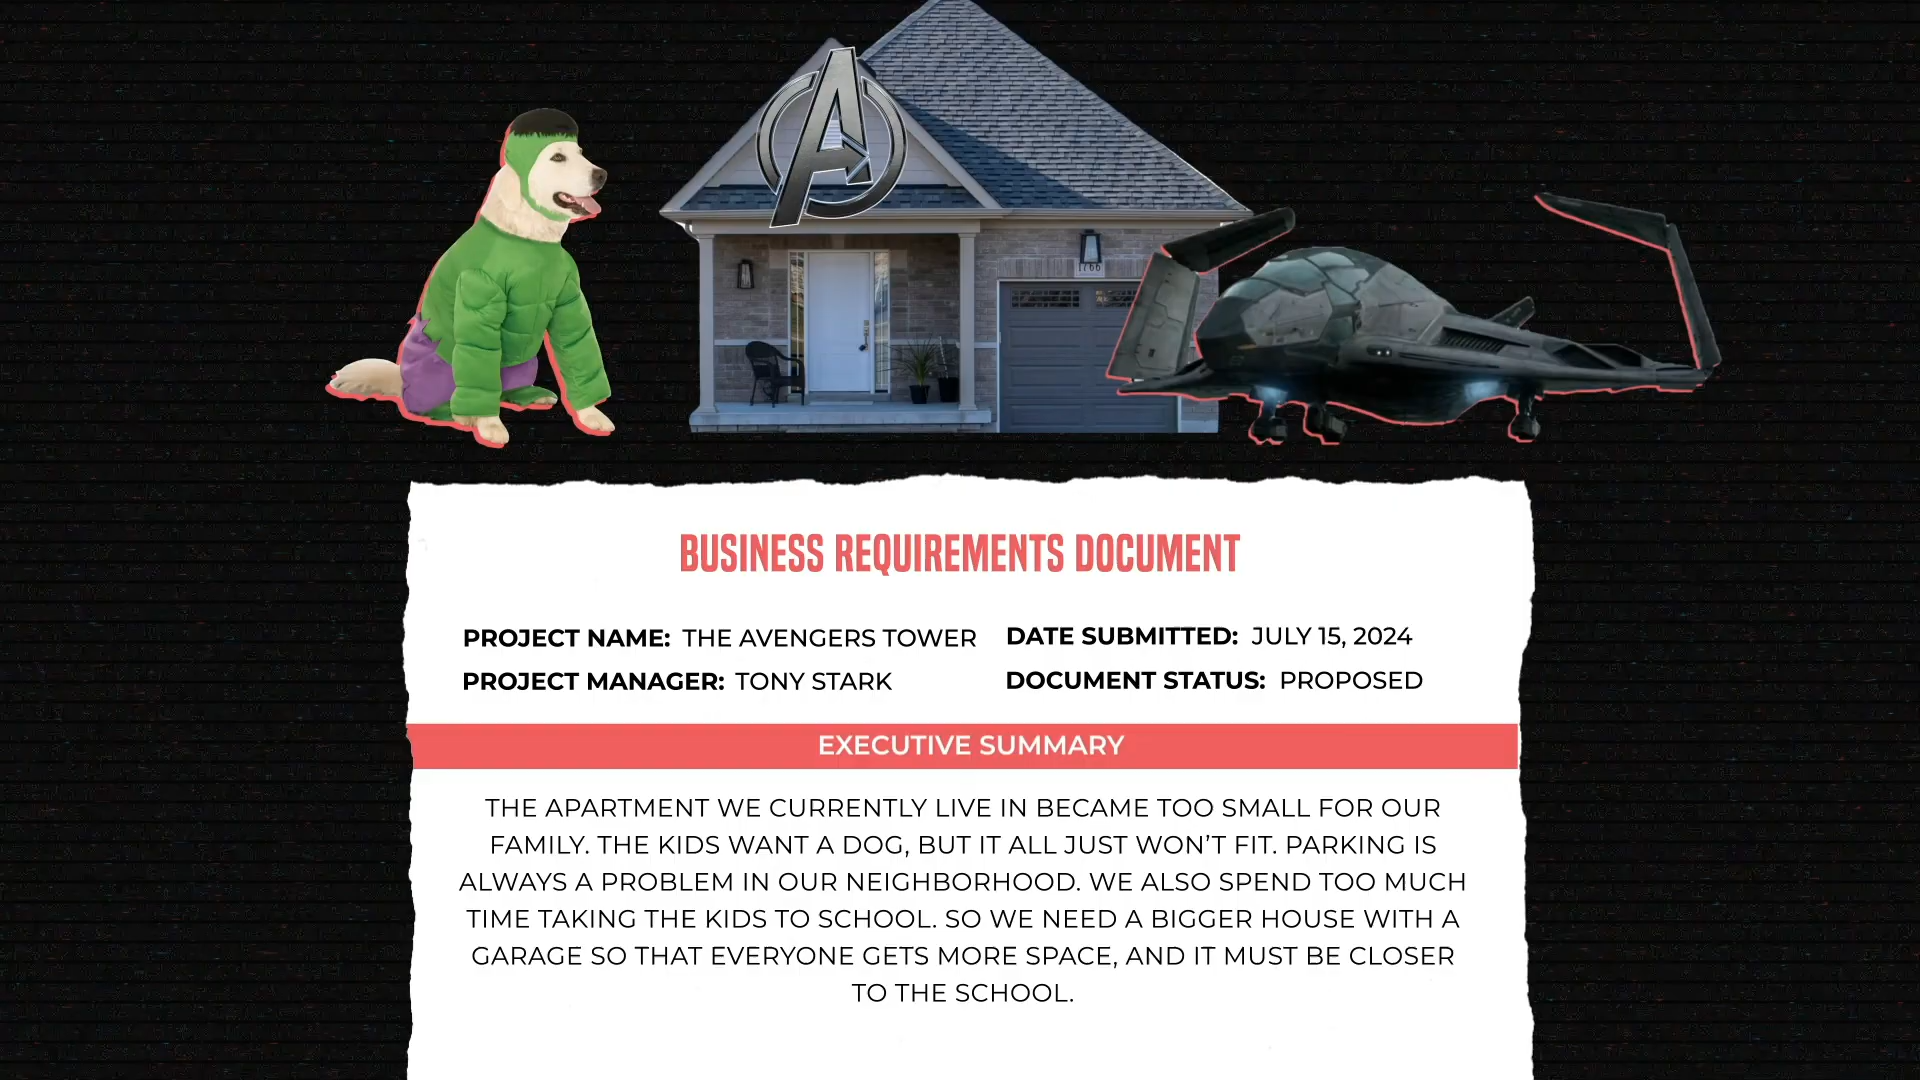 1766
BUSINESS REQUIREMENTS DOCUMENT
PROJECT NAME: THE AVENGERS TOWER
DATE SUBMITTED: JULY 15, 2024
PROJECT MANAGER: TONY STARK
DOCUMENT STATUS: PROPOSED
EXECUTIVE SUMMARY
THE APARTMENT WE CURRENTLY LIVE IN BECAME TOO SMALL FOR OUR
FAMILY. THE KIDS WANT A DOG, BUT IT ALL JUST WON’T FIT. PARKING IS
ALWAYS A PROBLEM IN OUR NEIGHBORHOOD. WE ALSO SPEND TOO MUCH
TIME TAKING THE KIDS TO SCHOOL. SO WE NEED A BIGGER HOUSE WITH A
GARAGE SO THAT EVERYONE GETS MORE SPACE, AND IT MUST BE CLOSER
TO THE SCHOOL.